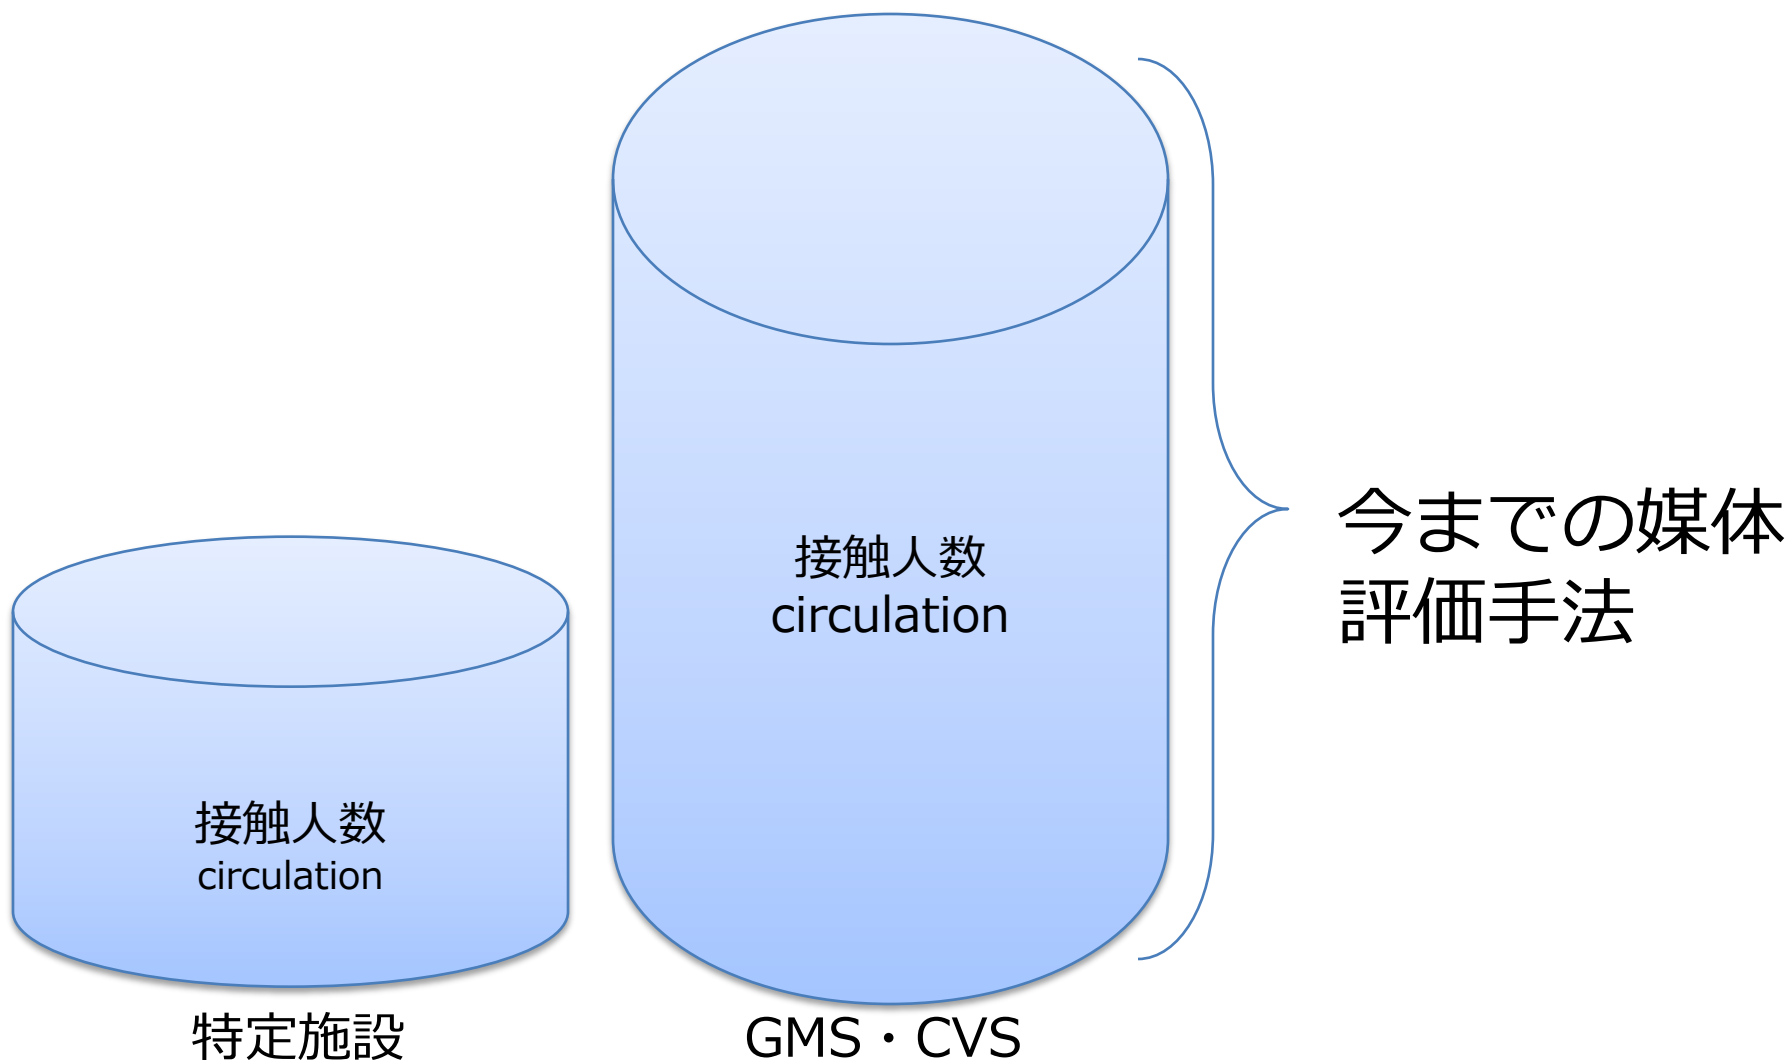 接触人数
circulation
特定施設
接触人数
circulation
GMS・CVS
今までの媒体
評価手法